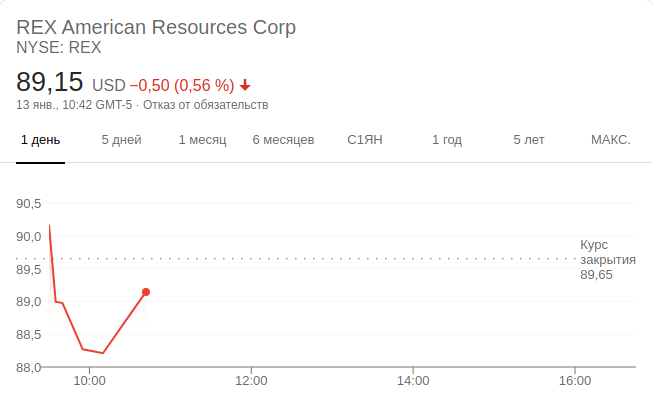 REX American Resources Corp
NYSE: REX
89,15 USD −0,50 (0,56 %)
13 янв., 10:42 GMT-5 · Отказ от обязательств
1 день 5 дней 1 месяц 6 месяцев С1ЯН 1 год 5 лет МАКС.
90,5
90,0
Курс
закрытия
89,65
89,5
89,0
88,5
88,0
10:00 12:00 14:00 16:00